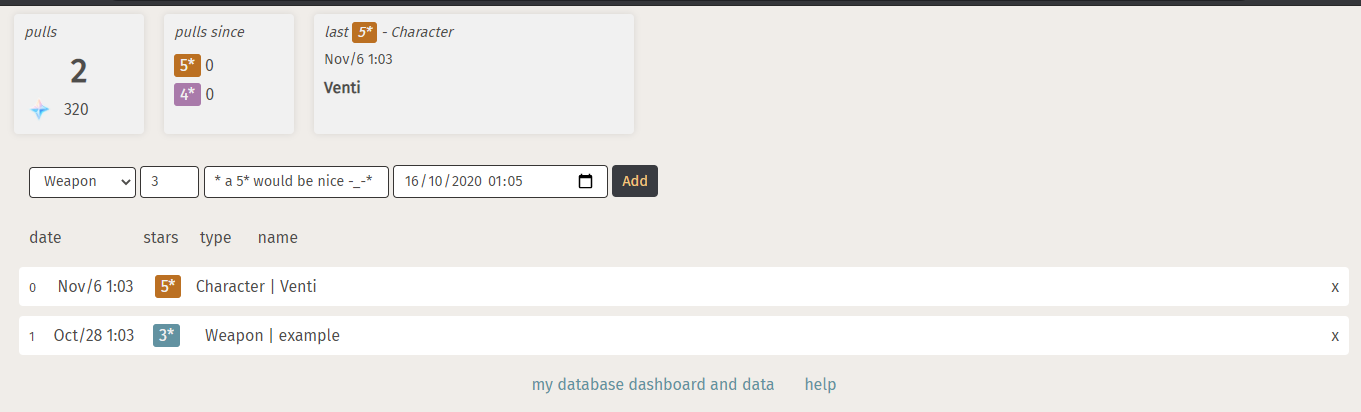 pulls
2
320
pulls since
5* 0
4* 0
last 5* - Character
Nov/6 1:03
Venti
Weapon 3 * a 5* would be nice -_-* 16/10/2020 01:05 Add
date stars type name
0 Nov/6 1:03 5* Character | Venti x
1 Oct/28 1:03 3* Weapon | example x
my database dashboard and data help